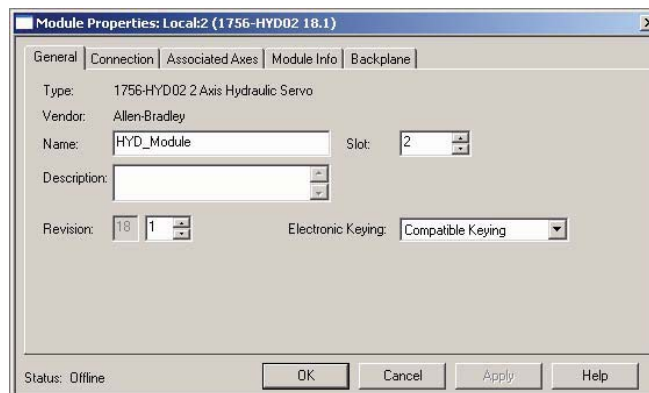 Module Properties: Local:2 (1756-HYD02 18.1)
General Connection Associated Axes Module Info Backplane
Type: 1756-HYD02 2 Axis Hydraulic Servo
Vendor: Allen-Bradley
Name: HYD_Module Slot: 2
Description:
Revision: 18 1 Electronic Keying: Compatible Keying
Status: Offline OK Cancel Apply Help